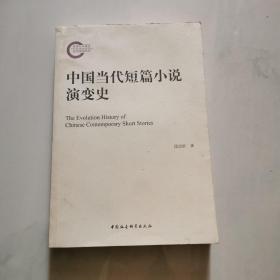 中国当代短篇小说
演变史
The Evolution History of
Chinese Contemporary Short Stories
著
中国社会科学出版社